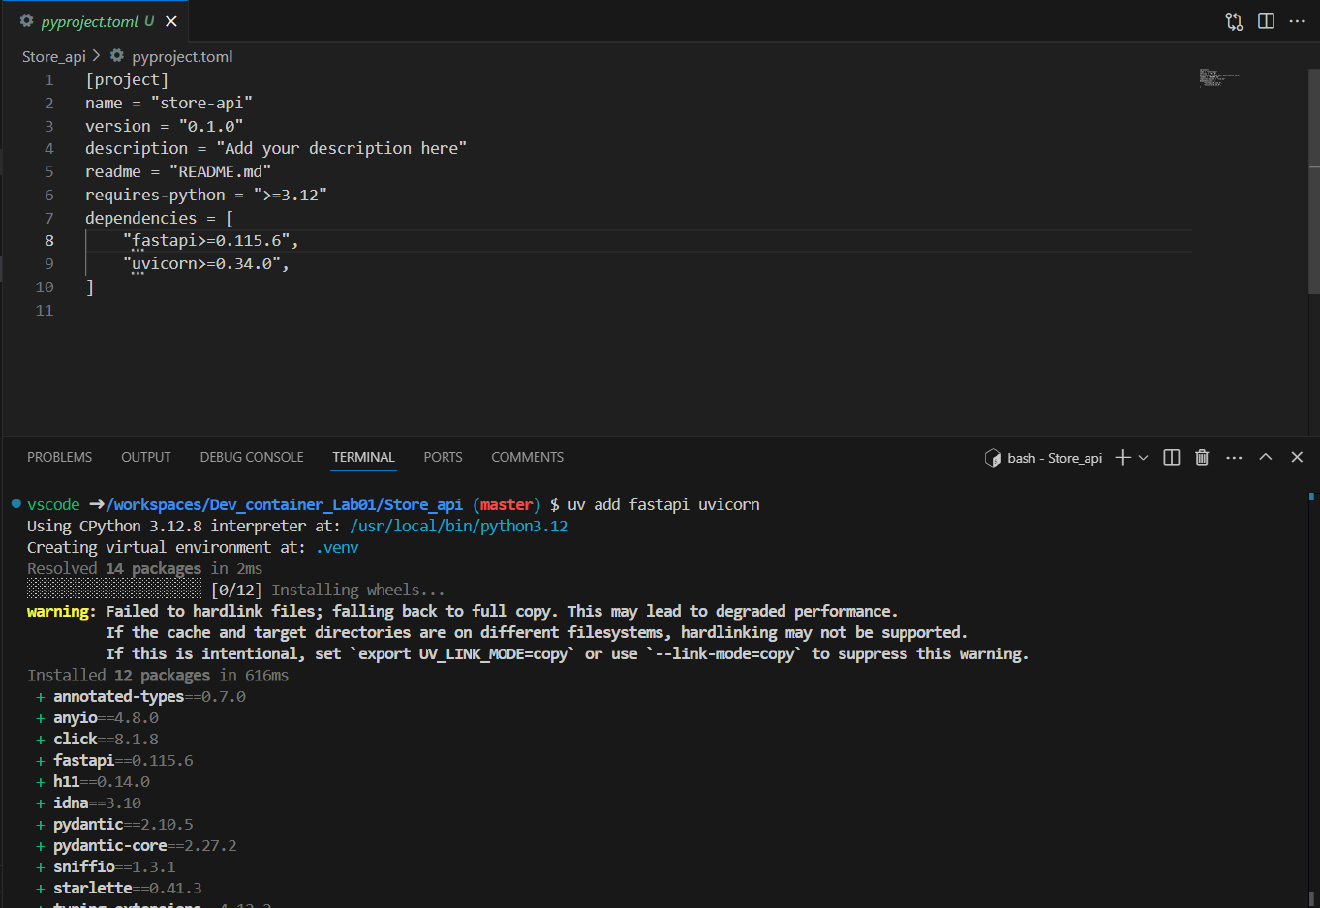 pyproject.toml U
Store_api > pyproject.toml
1 [project]
2 name = "store-api"
3 version = "0.1.0"
4 description = "Add your description here"
5 readme = "README.md"
6 requires-python = ">=3.12"
7 dependencies = [
8 "fastapi>=0.115.6",
9 "uvicorn>=0.34.0",
10 ]
11
PROBLEMS OUTPUT DEBUG CONSOLE TERMINAL PORTS COMMENTS bash - Store_api
vscode ➜/workspaces/Dev_container_Lab01/Store_api (master) $ uv add fastapi uvicorn
Using CPython 3.12.8 interpreter at: /usr/local/bin/python3.12
Creating virtual environment at: .venv
Resolved 14 packages in 2ms
░░░░░░░░░░░░░░░░░░░░ [0/12] Installing wheels...
warning: Failed to hardlink files; falling back to full copy. This may lead to degraded performance.
If the cache and target directories are on different filesystems, hardlinking may not be supported.
If this is intentional, set `export UV_LINK_MODE=copy` or use `--link-mode=copy` to suppress this warning.
Installed 12 packages in 616ms
+ annotated-types==0.7.0
+ anyio==4.8.0
+ click==8.1.8
+ fastapi==0.115.6
+ h11==0.14.0
+ idna==3.10
+ pydantic==2.10.5
+ pydantic-core==2.27.2
+ sniffio==1.3.1
+ starlette==0.41.3